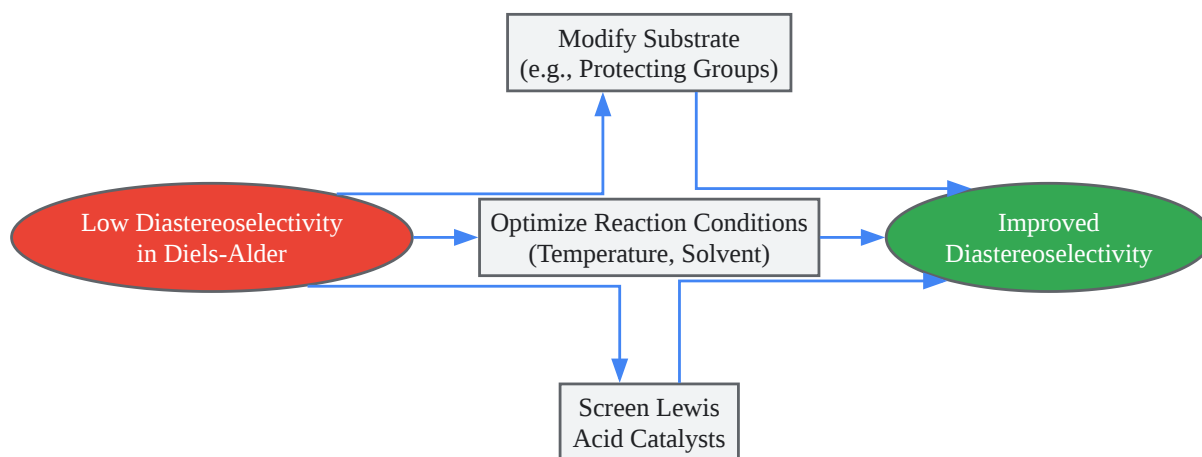 Modify Substrate
(e.g., Protecting Groups)
Low Diastereoselectivity
in Diels-Alder
Optimize Reaction Conditions
(Temperature, Solvent)
Improved
Diastereoselectivity
Screen Lewis
Acid Catalysts